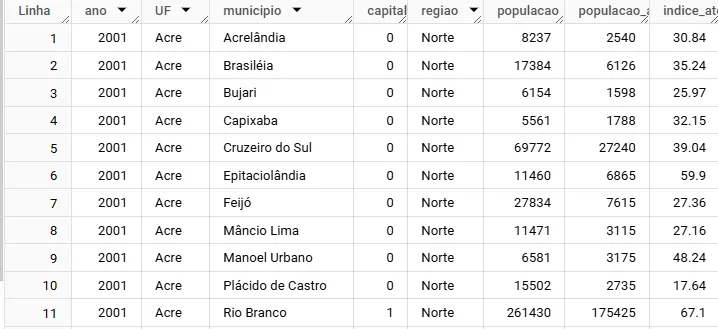 Linha ano UF municipio capital regiao populacao populacao_a indice_ate
1 2001 Acre Acrelândia 0 Norte 8237 2540 30.84
2 2001 Acre Brasiléia 0 Norte 17384 6126 35.24
3 2001 Acre Bujari 0 Norte 6154 1598 25.97
4 2001 Acre Capixaba 0 Norte 5561 1788 32.15
5 2001 Acre Cruzeiro do Sul 0 Norte 69772 27240 39.04
6 2001 Acre Epitaciolândia 0 Norte 11460 6865 59.9
7 2001 Acre Feijó 0 Norte 27834 7615 27.36
8 2001 Acre Mâncio Lima 0 Norte 11471 3115 27.16
9 2001 Acre Manoel Urbano 0 Norte 6581 3175 48.24
10 2001 Acre Plácido de Castro 0 Norte 15502 2735 17.64
11 2001 Acre Rio Branco 1 Norte 261430 175425 67.1